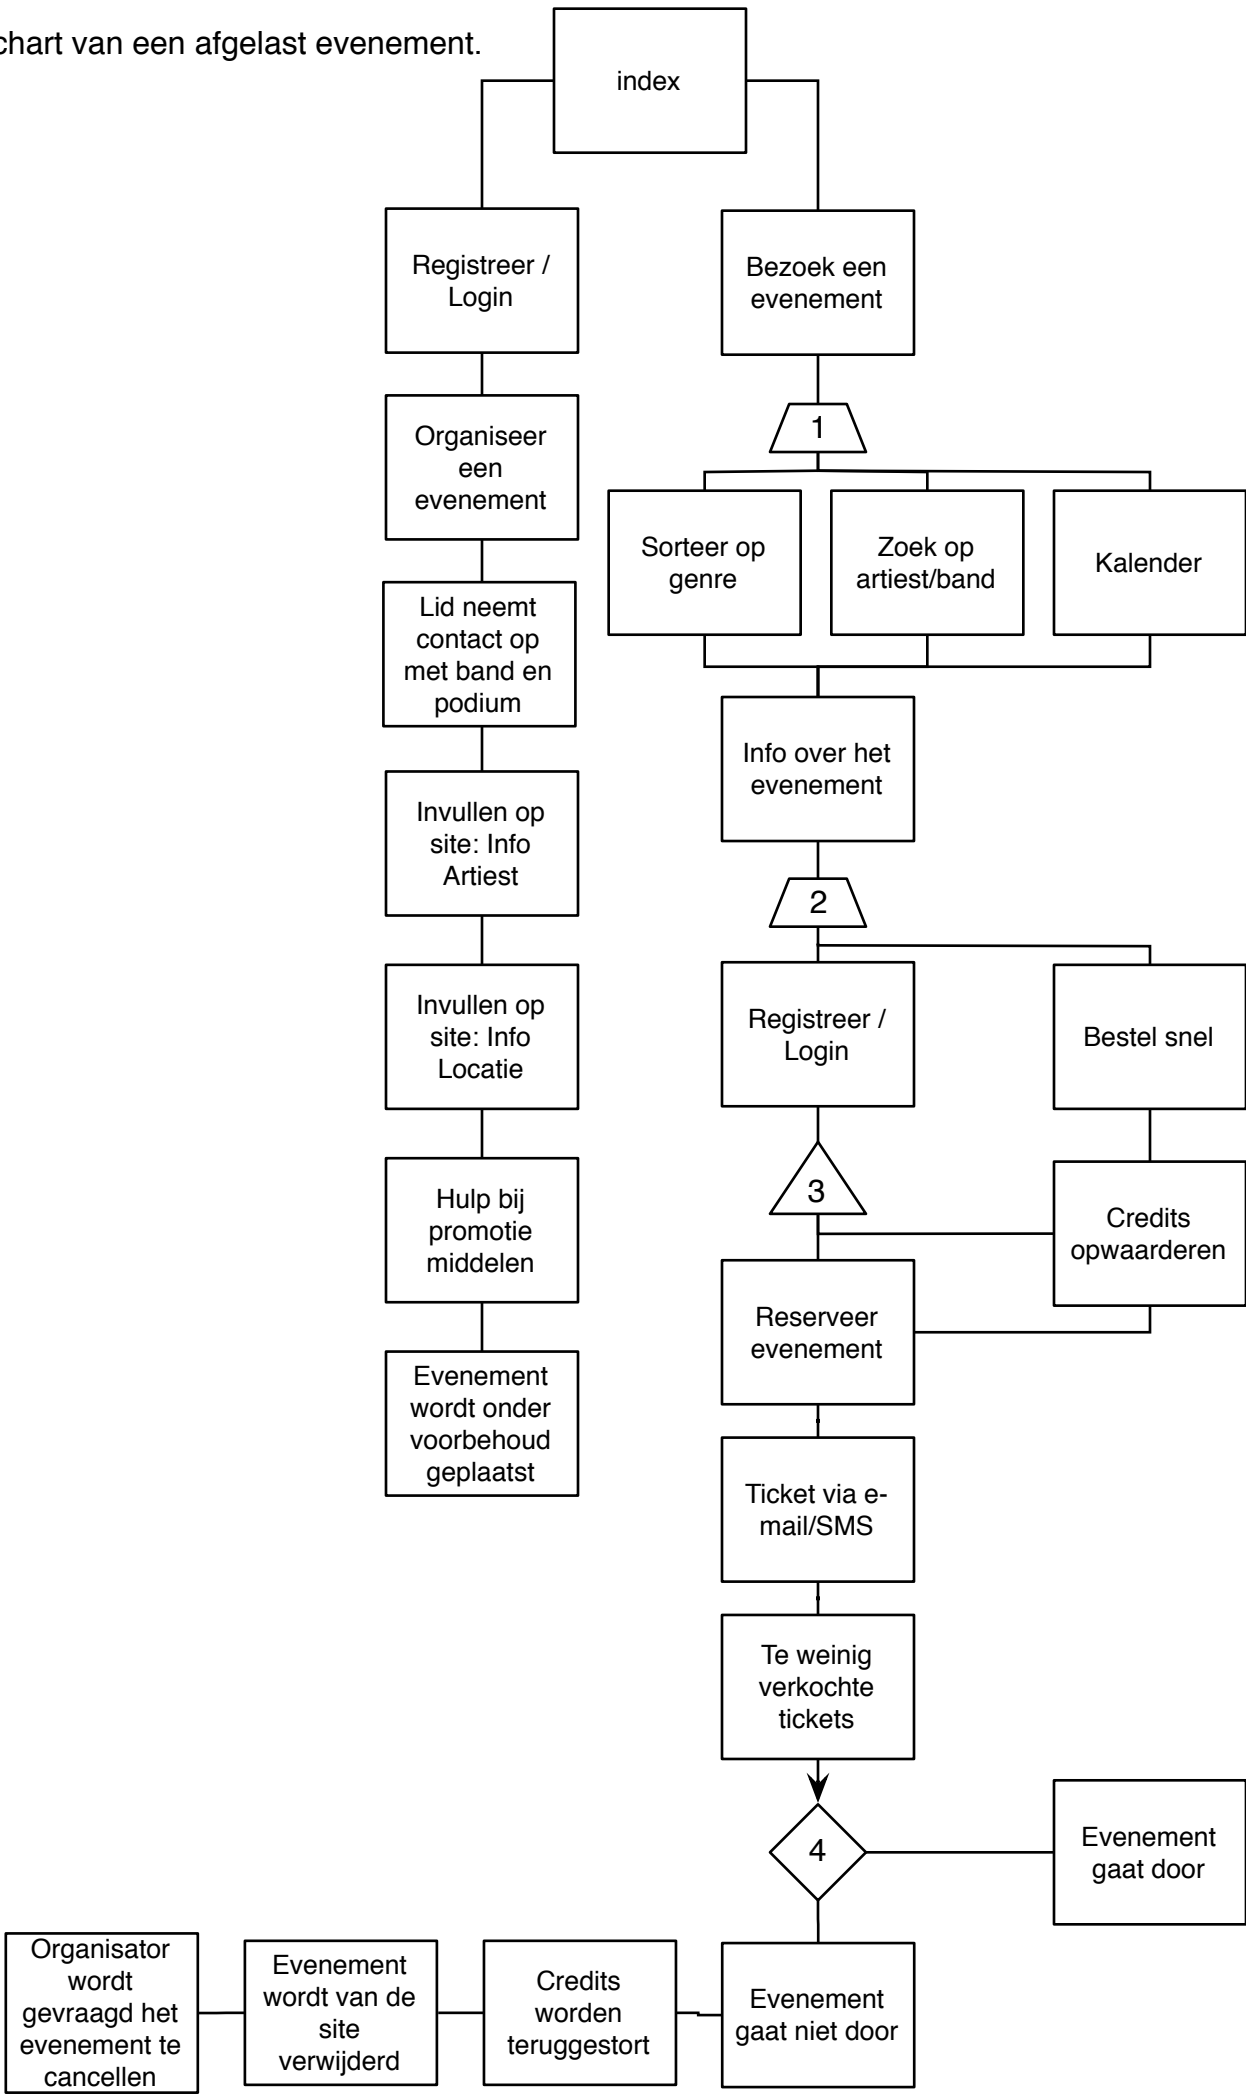 chart van een afgelast evenement.
index
Registreer /
Login
Bezoek een
evenement
Organiseer
een
evenement
1
Sorteer op
genre
Zoek op
artiest/band
Kalender
Lid neemt
contact op
met band en
podium
Info over het
evenement
Invullen op
site: Info
Artiest
2
Invullen op
site: Info
Locatie
Registreer /
Login
Bestel snel
Hulp bij
promotie
middelen
3
Credits
opwaarderen
Reserveer
evenement
Evenement
wordt onder
voorbehoud
geplaatst
Ticket via e-
mail/SMS
Te weinig
verkochte
tickets
4
Evenement
gaat door
Organisator
wordt
gevraagd het
evenement te
cancellen
Evenement
wordt van de
site
verwijderd
Credits
worden
teruggestort
Evenement
gaat niet door